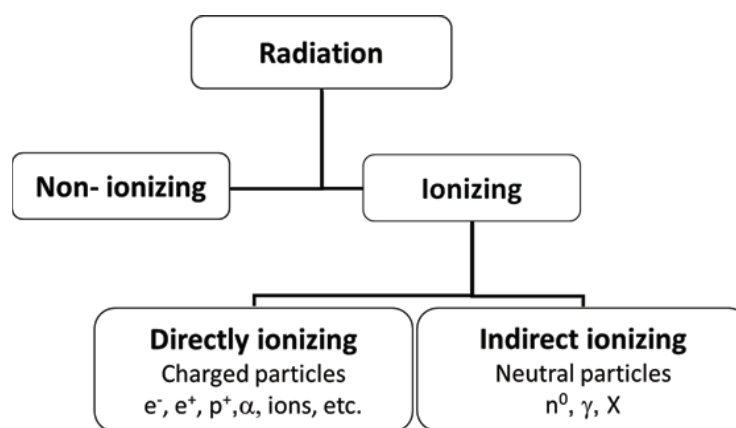 Radiation
Non- ionizing
Ionizing
Directly ionizing
Charged particles
e⁻, e⁺, p⁺,α, ions, etc.
Indirect ionizing
Neutral particles
n⁰, γ, X